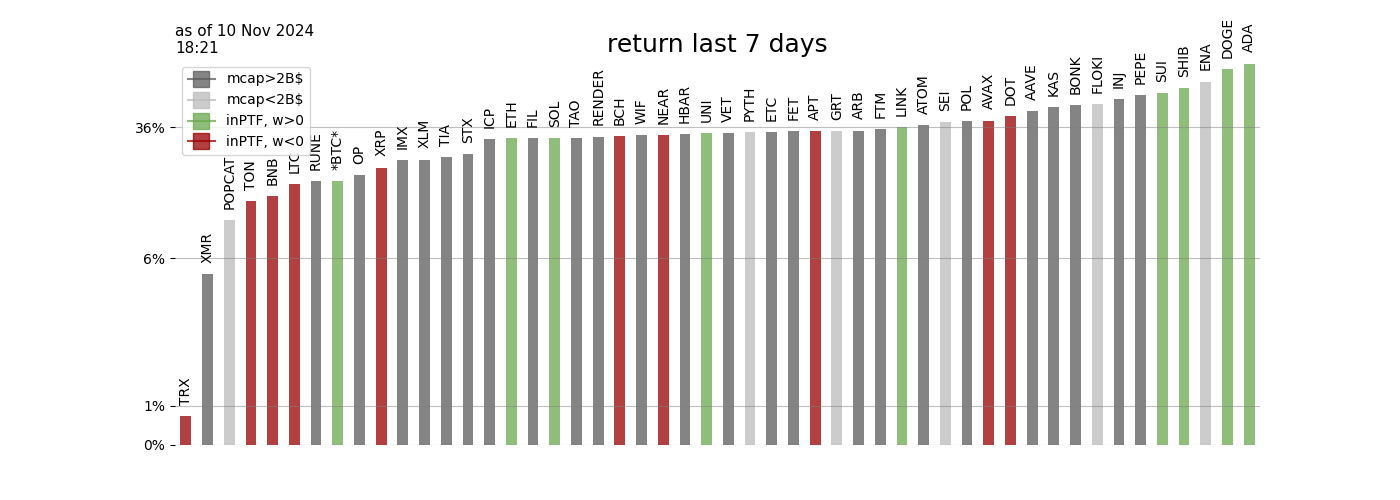 as of 10 Nov 2024
18:21
return last 7 days
mcap>2B$
mcap<2B$
inPTF, w>0
inPTF, w<0
36%
6%
1%
0%
TRX
XMR
POPCAT
TON
BNB
LTC
RUNE
*BTC*
OP
XRP
IMX
XLM
TIA
STX
ICP
ETH
FIL
SOL
TAO
RENDER
BCH
WIF
NEAR
HBAR
UNI
VET
PYTH
ETC
FET
APT
GRT
ARB
FTM
LINK
ATOM
SEI
POL
AVAX
DOT
AAVE
KAS
BONK
FLOKI
INJ
PEPE
SUI
SHIB
ENA
DOGE
ADA